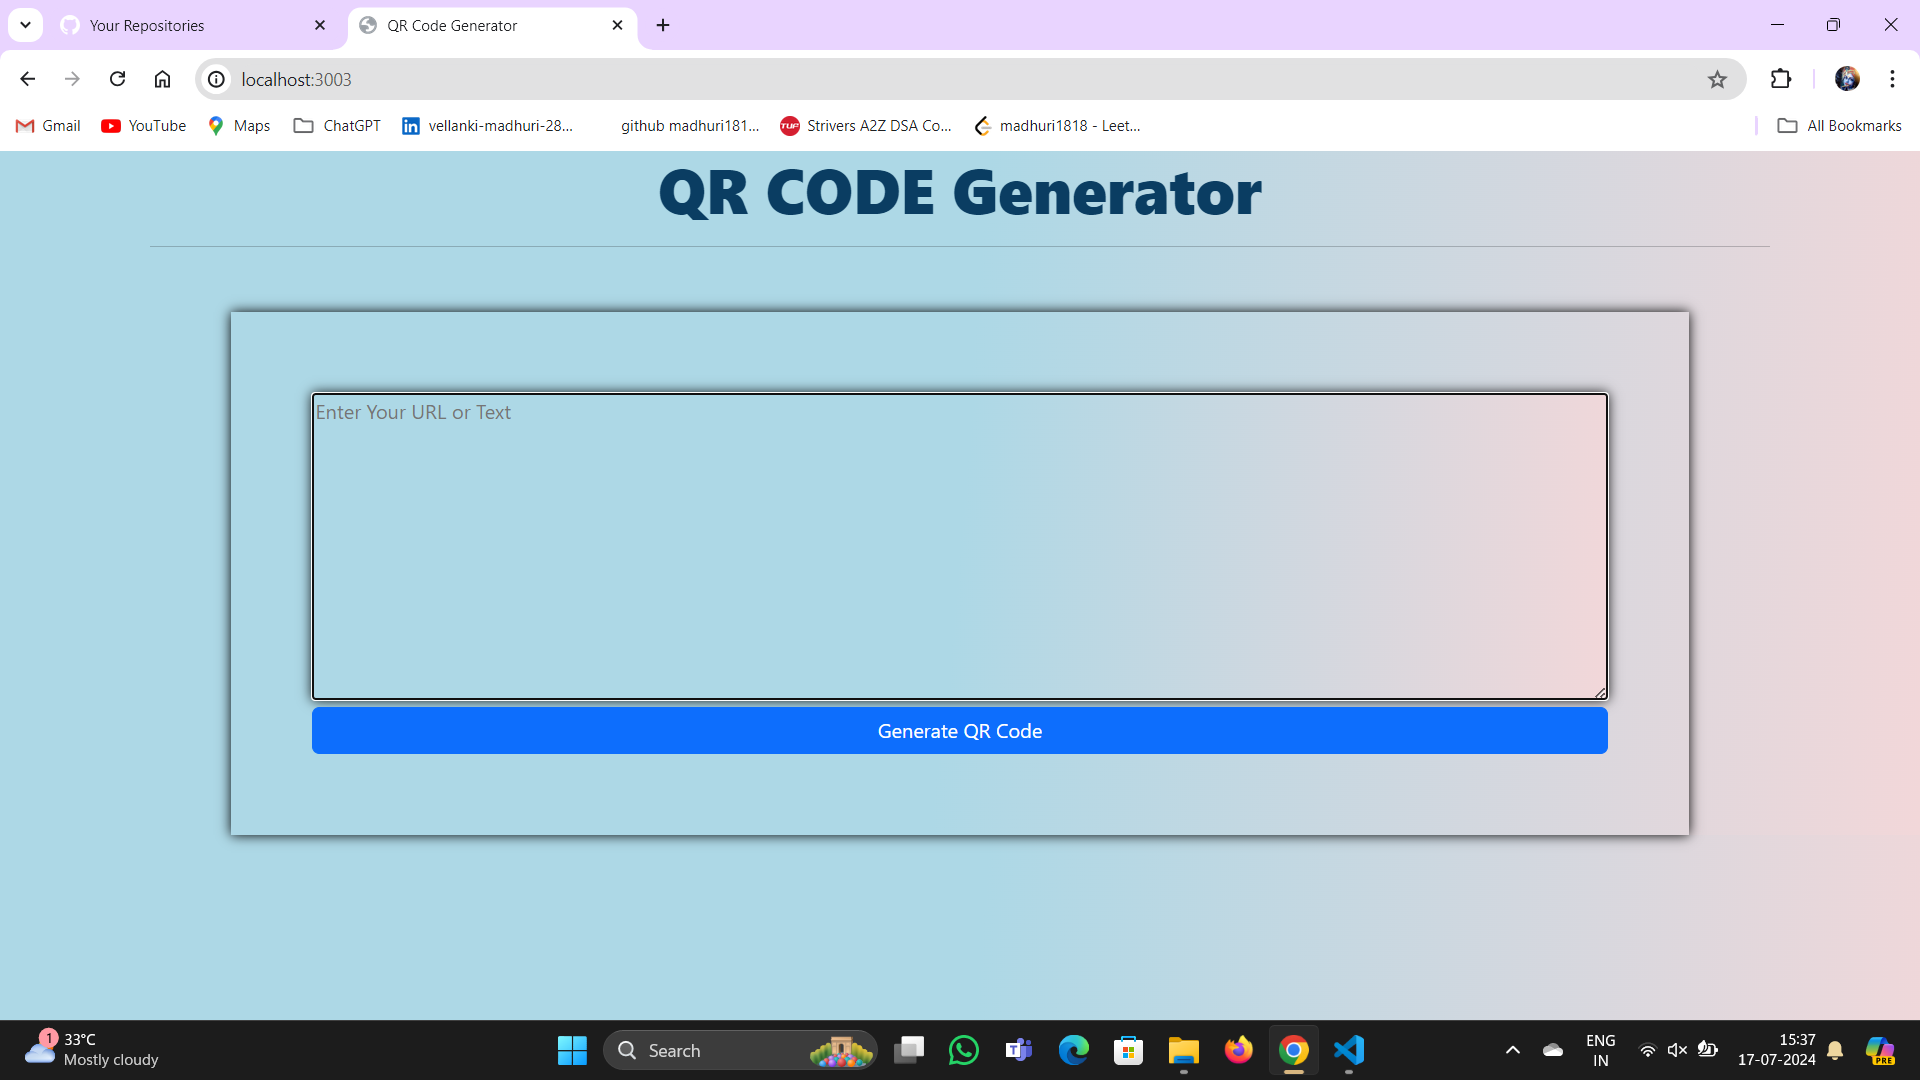 Your Repositories
QR Code Generator
localhost:3003
Gmail
YouTube
Maps
ChatGPT
vellanki-madhuri-28...
github madhuri181...
TUF
Strivers A2Z DSA Co...
madhuri1818 - Leet...
All Bookmarks
QR CODE Generator
Enter Your URL or Text
Generate QR Code
1
33°C
Mostly cloudy
Search
ENG
IN
15:37
17-07-2024
PRE